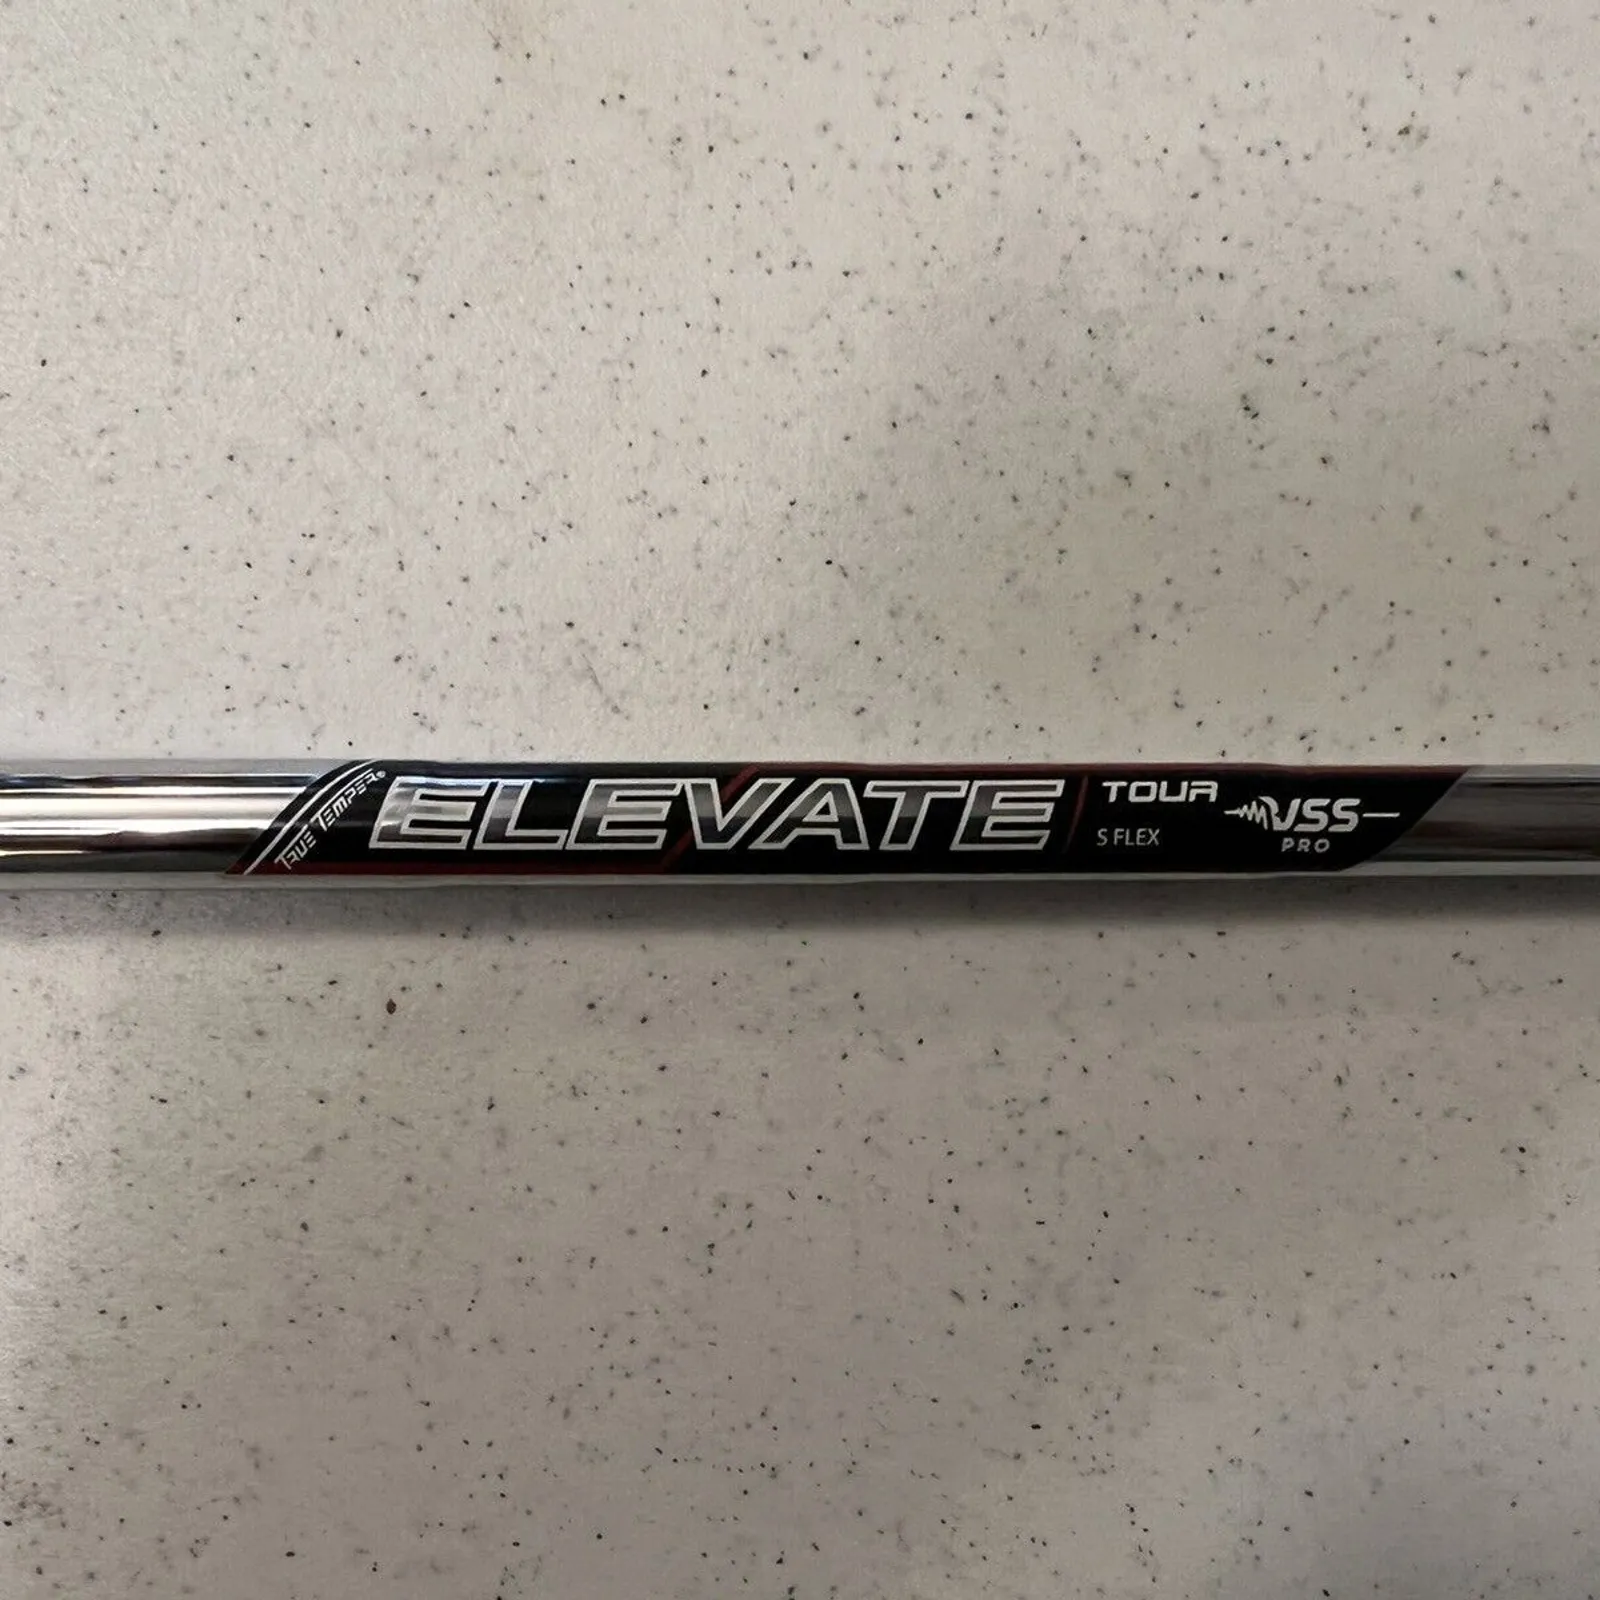 TRUE TEMPER®
ELEVATE
TOUR
S FLEX
VSS
PRO